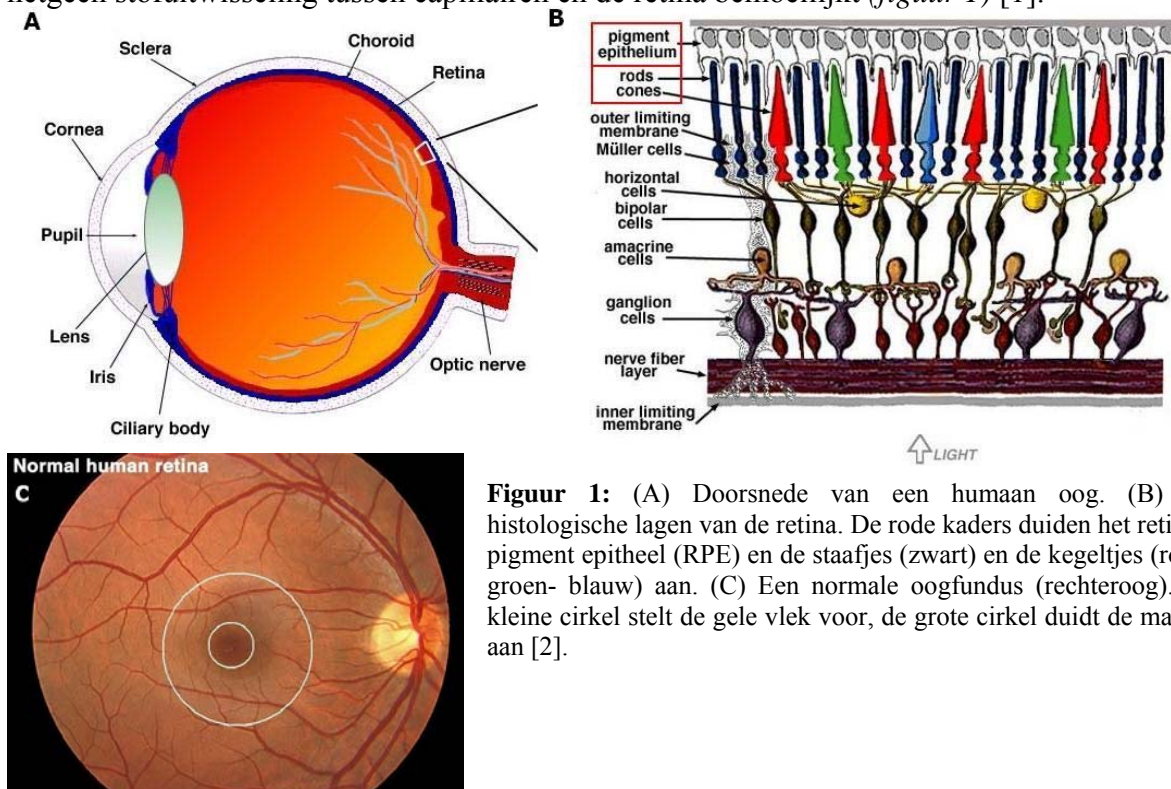 A
Sclera
Choroid
Retina
Cornea
Pupil
Lens
Iris
Ciliary body
Optic nerve
B
pigment
epithelium
rods
cones
outer limiting
membrane
Müller cells
horizontal
cells
bipolar
cells
amacrine
cells
ganglion
cells
nerve fiber
layer
inner limiting
membrane
LIGHT
Normal human retina
C
Figuur 1: (A) Doorsnede van een humaan oog. (B)
histologische lagen van de retina. De rode kaders duiden het
pigment epitheel (RPE) en de staafjes (zwart) en de kegeltjes
groen- blauw) aan. (C) Een normale oogfundus (rechteroog).
kleine cirkel stelt de gele vlek voor, de grote cirkel duidt de
aan [2].